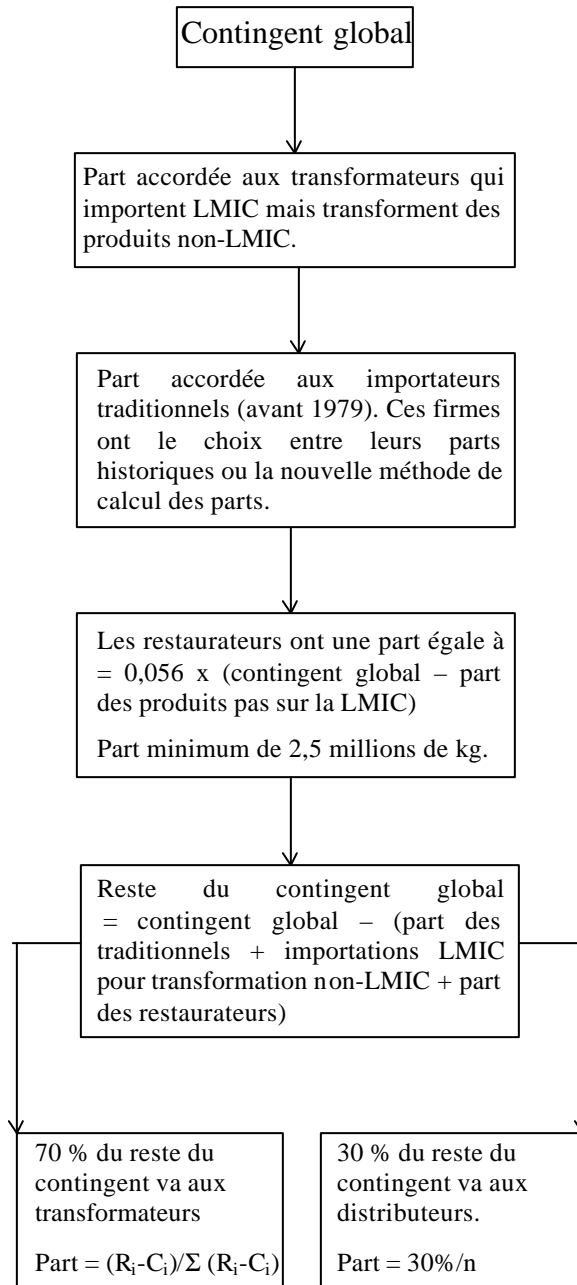 Contingent global
Part accordée aux transformateurs qui
importent LMIC mais transforment des
produits non-LMIC.
Part accordée aux importateurs
traditionnels (avant 1979). Ces firmes
ont le choix entre leurs parts
historiques ou la nouvelle méthode de
calcul des parts.
Les restaurateurs ont une part égale à
= 0,056 x (contingent global – part
des produits pas sur la LMIC)
Part minimum de 2,5 millions de kg.
Reste du contingent global
= contingent global – (part des
traditionnels + importations LMIC
pour transformation non-LMIC + part
des restaurateurs)
70 % du reste du
contingent va aux
transformateurs
Part = (Rᵢ-Cᵢ)/Σ (Rᵢ-Cᵢ)
30 % du reste du
contingent va aux
distributeurs.
Part = 30%/n